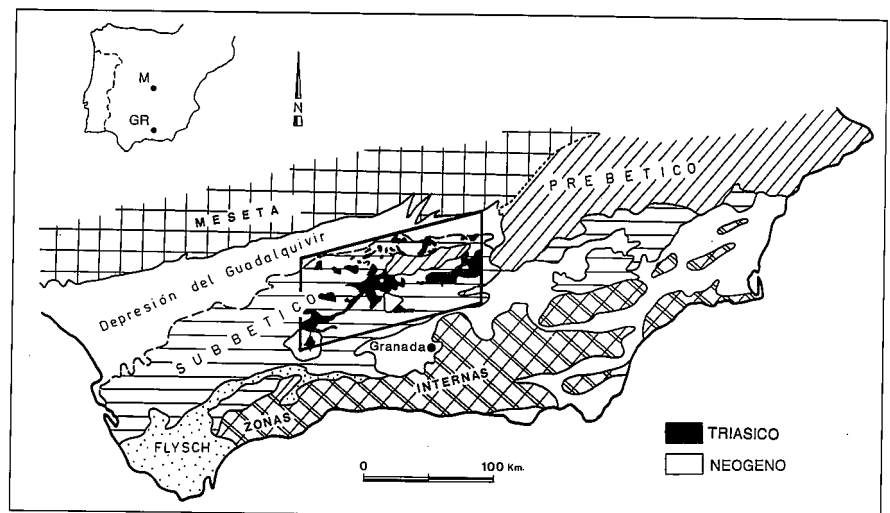 M
GR
N
PREBETICO
MESETA
Depresión del Guadalquivir
SUBBETICO
Granada
ZONAS INTERNAS
FLYSCH
TRIASICO
NEOGENO
0 100 Km.